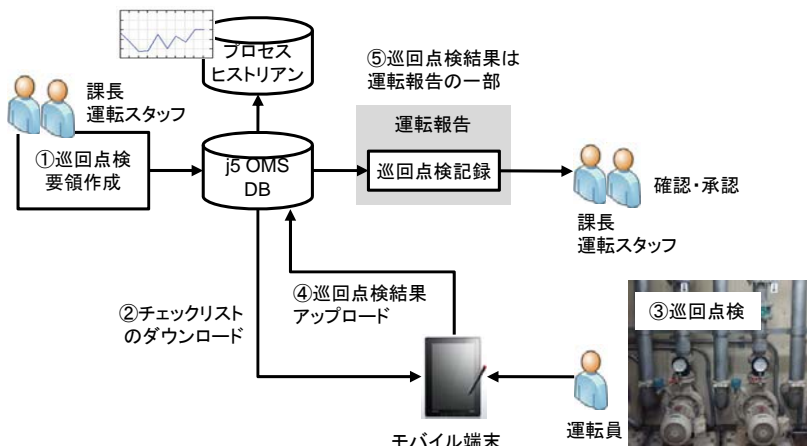 プロセス
ヒストリアン
⑤巡回点検結果は
運転報告の一部
課長
運転スタッフ
運転報告
①巡回点検
要領作成
j5 OMS
DB
巡回点検記録
確認・承認
課長
運転スタッフ
②チェックリスト
のダウンロード
④巡回点検結果
アップロード
③巡回点検
運転員
モバイル端末